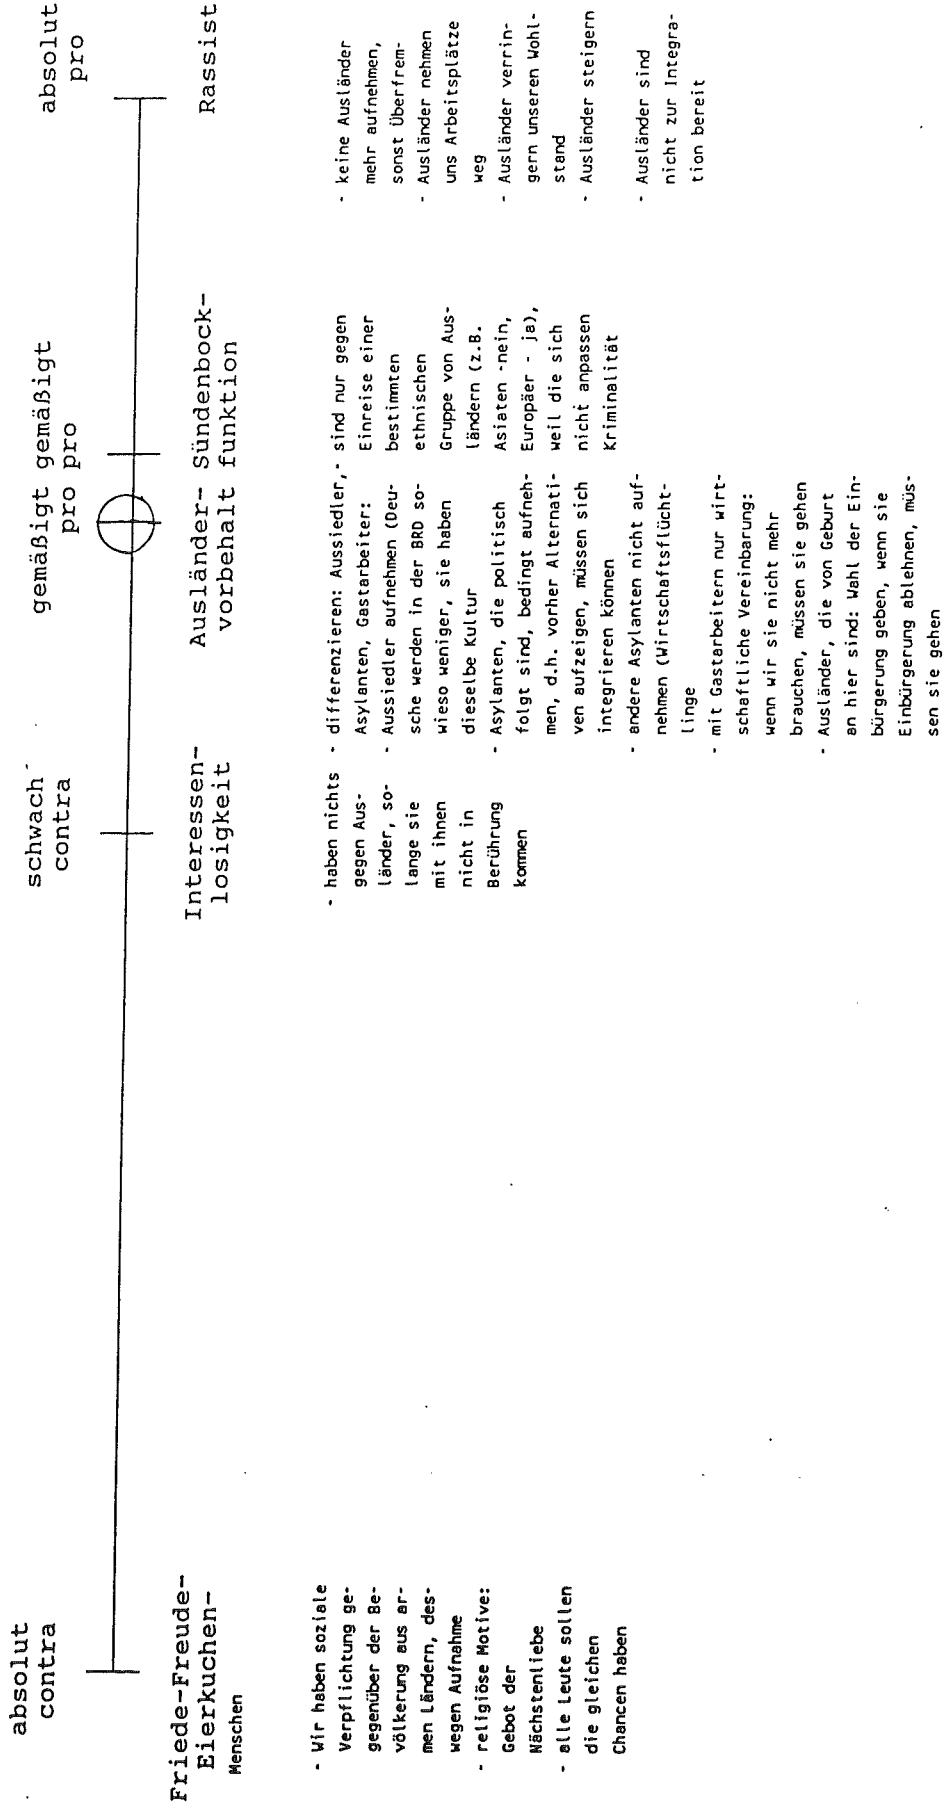 absolut
contra
schwach
contra
gemäßigt gemäßigt
pro pro
absolut
pro
Friede-Freude-
Eierkuchen-
Menschen
Interessen-
losigkeit
Ausländer-
vorbehalt
Sündenbock-
funktion
Rassist
- Wir haben soziale
Verpflichtung ge-
gegenüber der Be-
völkerung aus ar-
men Ländern, des-
wegen Aufnahme
- religiöse Motive:
Gebot der
Nächstenliebe
- alle Leute sollen
die gleichen
Chancen haben
- haben nichts
gegen Aus-
länder, so-
lange sie
mit ihnen
nicht in
Berührung
kommen
- differenzieren: Aussiedler,
Asylanten, Gastarbeiter:
- Aussiedler aufnehmen (Deu-
sche werden in der BRD so-
wieso weniger, sie haben
dieselbe Kultur
- Asylanten, die politisch
folgt sind, bedingt aufneh-
men, d.h. vorher Alternati-
ven aufzeigen, müssen sich
integrieren können
- andere Asylanten nicht auf-
nehmen (Wirtschaftsflücht-
linge
- mit Gastarbeitern nur wirt-
schaftliche Vereinbarung:
wenn wir sie nicht mehr
brauchen, müssen sie gehen
- Ausländer, die von Geburt
an hier sind: Wahl der Ein-
bürgerung geben, wenn sie
Einbürgerung ablehnen, müs-
sen sie gehen
- sind nur gegen
Einreise einer
bestimmten
ethnischen
Gruppe von Aus-
ländern (z.B.
Asiaten -nein,
Europäer - ja),
weil die sich
nicht anpassen
Kriminalität
- keine Ausländer
mehr aufnehmen,
sonst Überfrem-
- Ausländer nehmen
uns Arbeitsplätze
weg
- Ausländer verrin-
gern unseren Wohl-
stand
- Ausländer steigern
- Ausländer sind
nicht zur Integra-
tion bereit